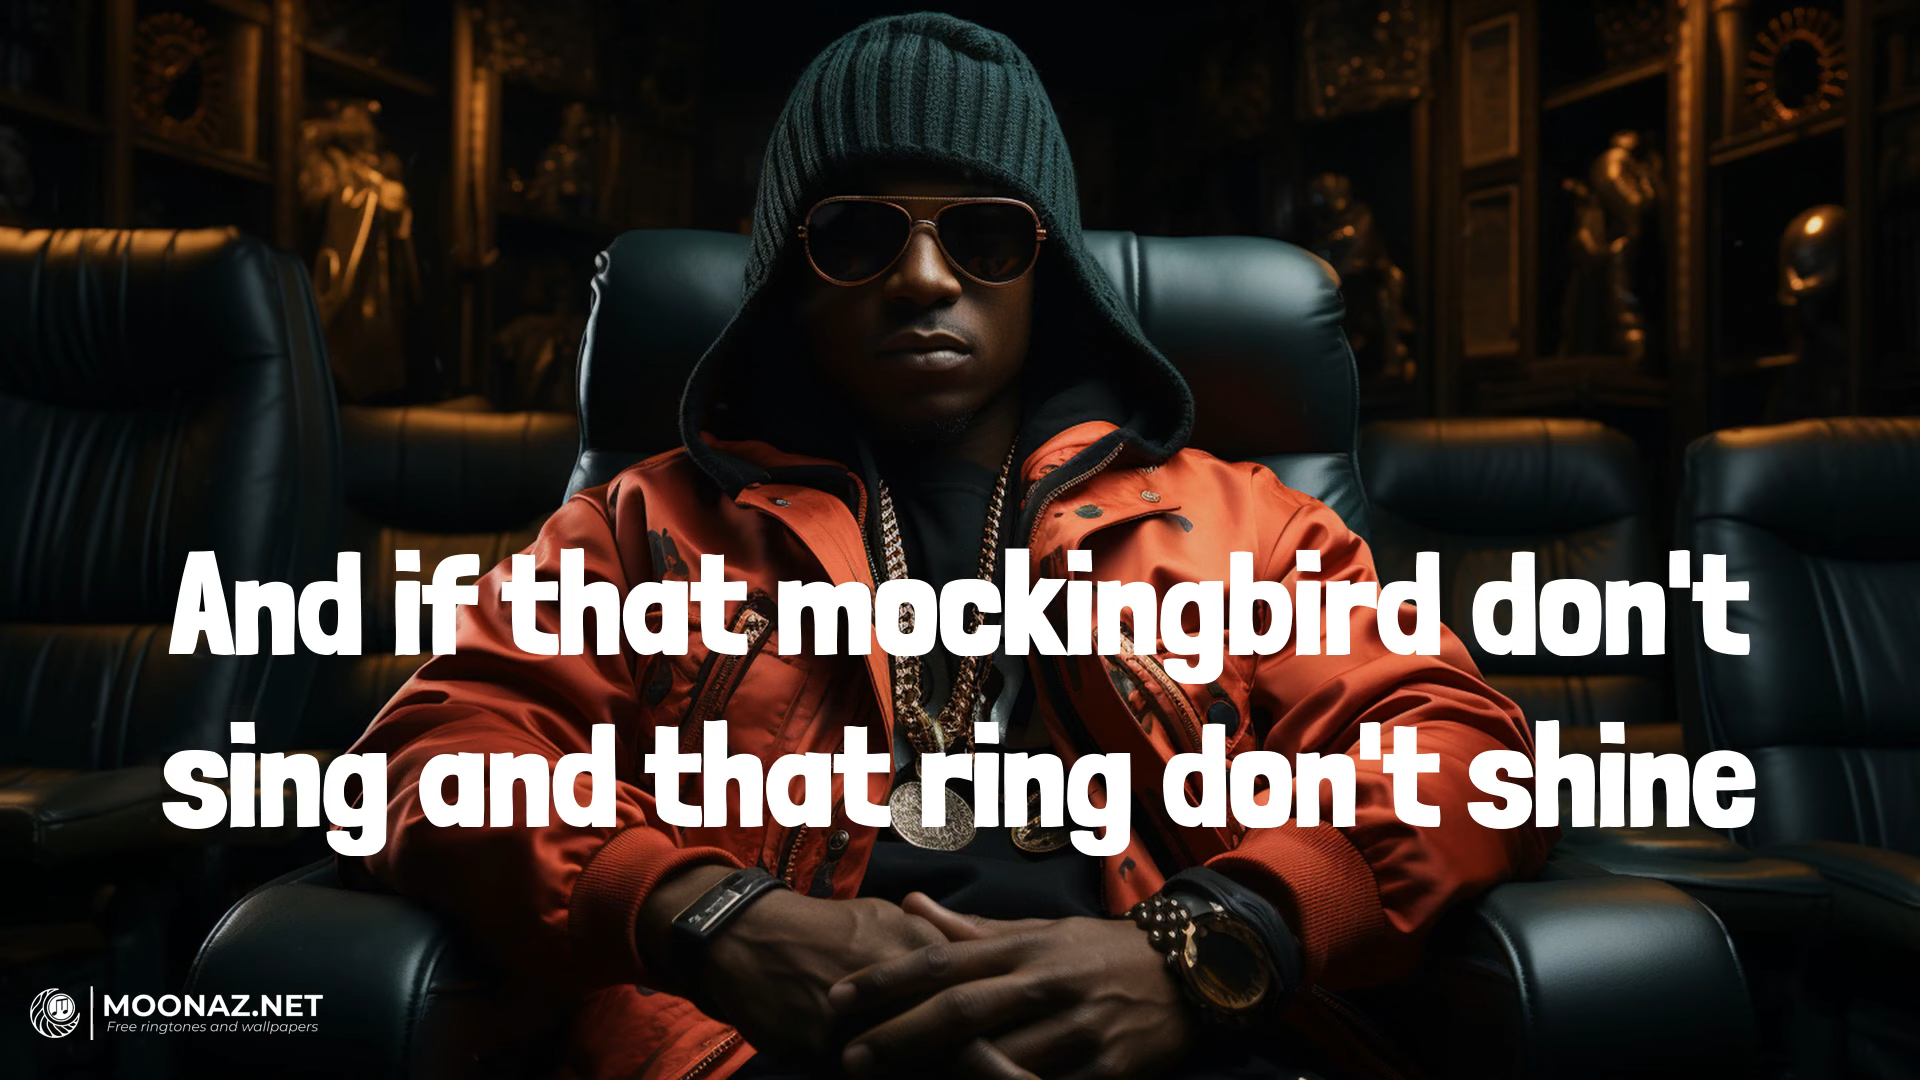 And if that mockingbird don't
sing and that ring don't shine
MOONAZ.NET
Free ringtones and wallpapers